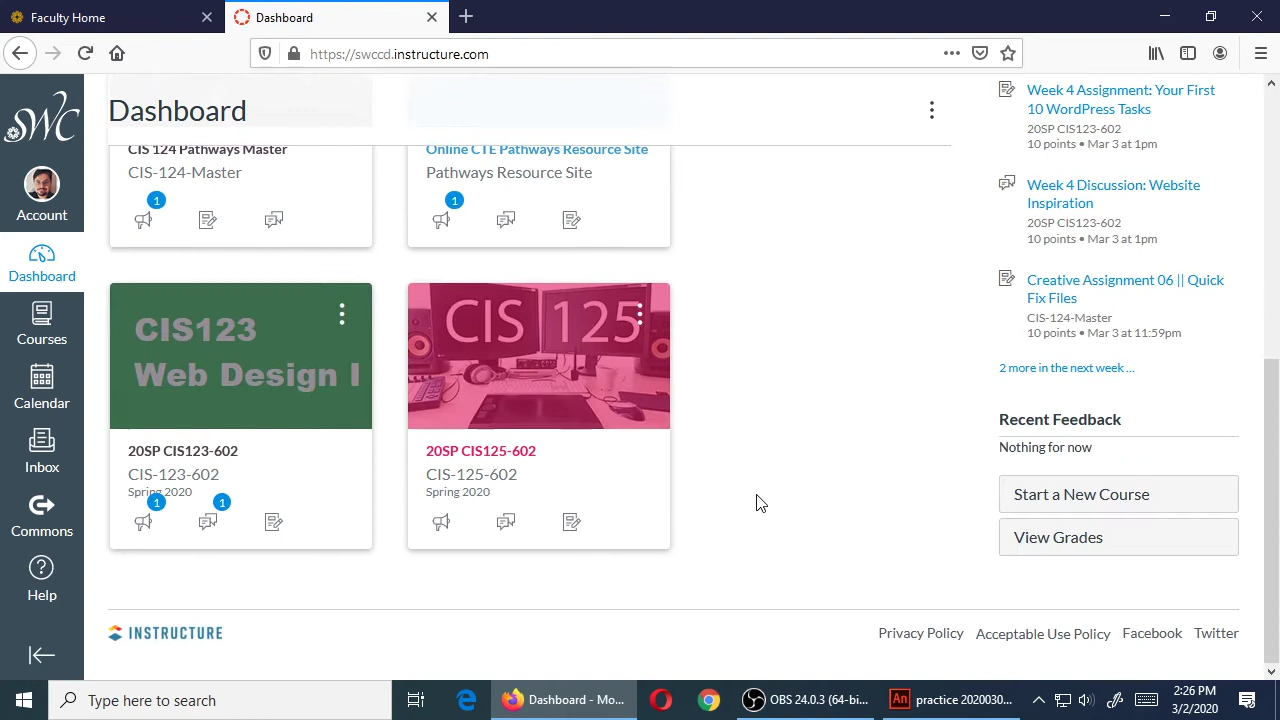 Faculty Home
Dashboard
https://swccd.instructure.com
SWC
Account
Dashboard
Courses
Calendar
Inbox
Commons
Help
Dashboard
CIS 124 Pathways Master
CIS-124-Master
1
Online CTE Pathways Resource Site
Pathways Resource Site
1
CIS123
Web Design I
20SP CIS123-602
CIS-123-602
Spring 2020
1
1
CIS 125
20SP CIS125-602
CIS-125-602
Spring 2020
Week 4 Assignment: Your First
10 WordPress Tasks
20SP CIS123-602
10 points • Mar 3 at 1pm
Week 4 Discussion: Website
Inspiration
20SP CIS123-602
10 points • Mar 3 at 1pm
Creative Assignment 06 || Quick
Fix Files
CIS-124-Master
10 points • Mar 3 at 11:59pm
2 more in the next week ...
Recent Feedback
Nothing for now
Start a New Course
View Grades
INSTRUCTURE
Privacy Policy
Acceptable Use Policy
Facebook
Twitter
Type here to search
Dashboard - Mo...
OBS 24.0.3 (64-bi...
An
practice 2020030...
2:26 PM
3/2/2020